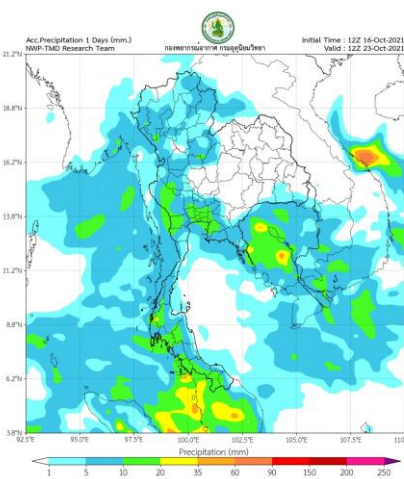 Acc.Precipitation 1 Days (mm.)
NWP-TMD Research Team
กองพยากรณ์อากาศ กรมอุตุนิยมวิทยา
Initial Time : 12Z 16-Oct-2021
Valid : 12Z 23-Oct-2021
21.2°N
18.8°N
16.2°N
13.8°N
11.2°N
8.8°N
6.2°N
3.8°N
92.5°E 95.0°E 97.5°E 100.0°E 102.5°E 105.0°E 107.5°E 110
Precipitation (mm)
1 5 10 20 35 60 90 150 200 250